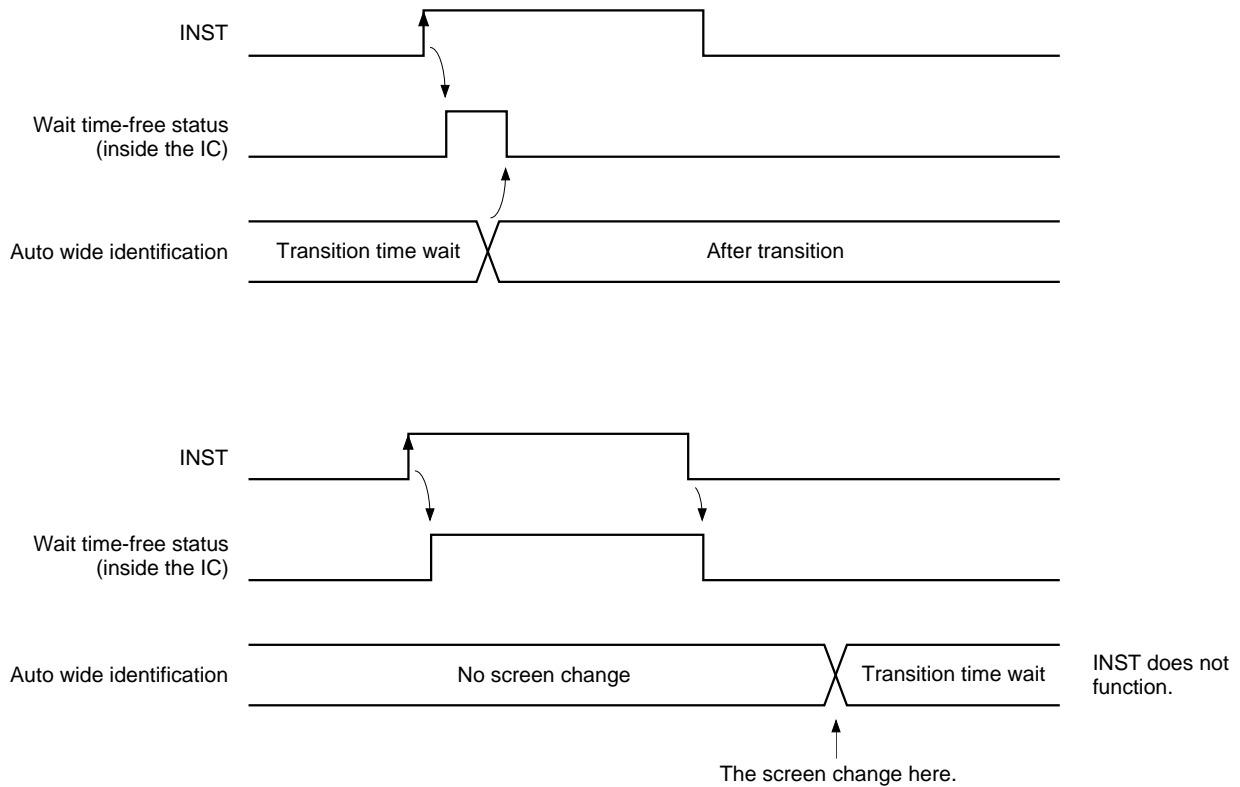 INST
Wait time-free status
(inside the IC)
Auto wide identification
Transition time wait
After transition
INST
Wait time-free status
(inside the IC)
Auto wide identification
No screen change
Transition time wait
INST does not
function.
The screen change here.